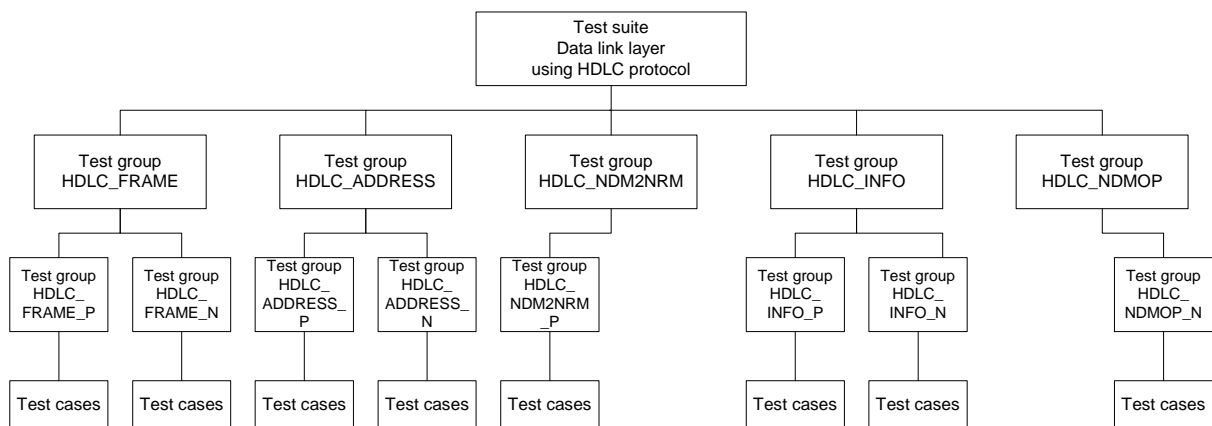 Test suite
Data link layer
using HDLC protocol
Test group
HDLC_FRAME
Test group
HDLC_ADDRESS
Test group
HDLC_NDM2NRM
Test group
HDLC_INFO
Test group
HDLC_NDMOP
Test group
HDLC_
FRAME_P
Test group
HDLC_
FRAME_N
Test group
HDLC_
ADDRESS_
P
Test group
HDLC_
ADDRESS_
N
Test group
HDLC_
NDM2NRM
_P
Test group
HDLC_
INFO_P
Test group
HDLC_
INFO_N
Test group
HDLC_
NDMOP_N
Test cases
Test cases
Test cases
Test cases
Test cases
Test cases
Test cases
Test cases